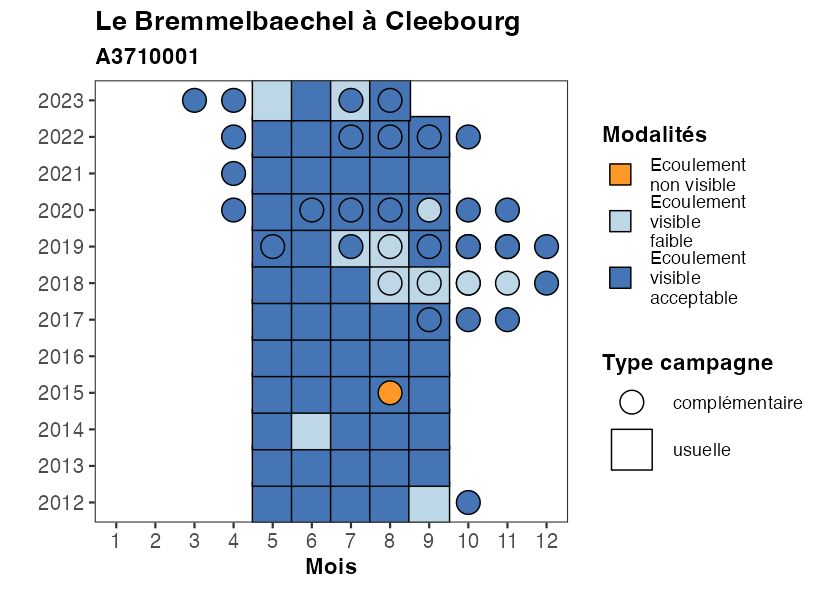 Le Bremmelbaechel à Cleebourg
A3710001
2023
2022
2021
2020
2019
2018
2017
2016
2015
2014
2013
2012
1 2 3 4 5 6 7 8 9 10 11 12
Mois
Modalités
Ecoulement
non visible
Ecoulement
visible
faible
Ecoulement
visible
acceptable
Type campagne
complémentaire
usuelle